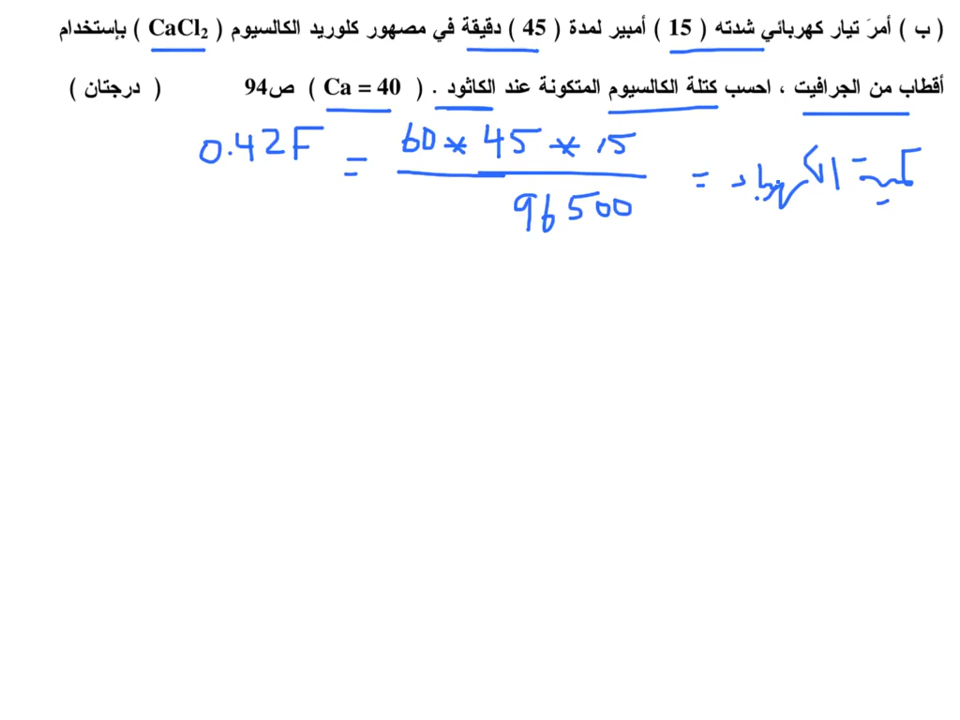 ( ب ) أمرَ تيار كهربائي شدته ( 15 ) أمبير لمدة ( 45 ) دقيقة في مصهور كلوريد الكالسيوم ( CaCl₂ ) بإستخدام
أقطاب من الجرافيت ، احسب كتلة الكالسيوم المتكونة عند الكاثود . ( Ca = 40 ) ص94 ( درجتان )
كمية الكهرباء = 60 * 45 * 15 / 96500 = 0.42F